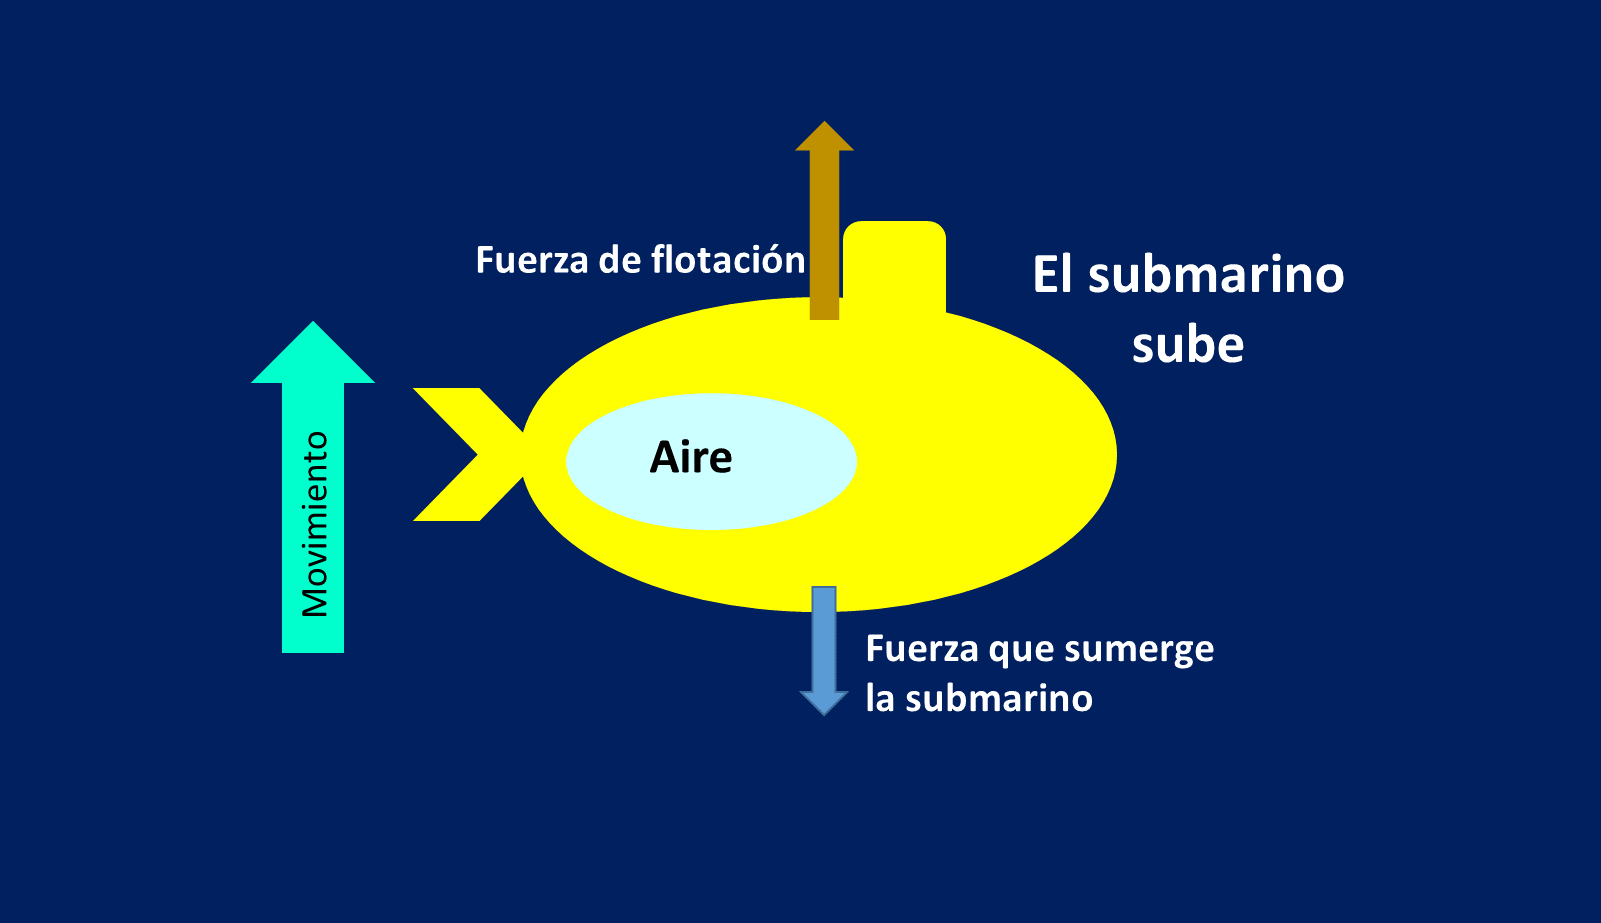 Fuerza de flotación
El submarino
sube
Movimiento
Aire
Fuerza que sumerge
la submarino